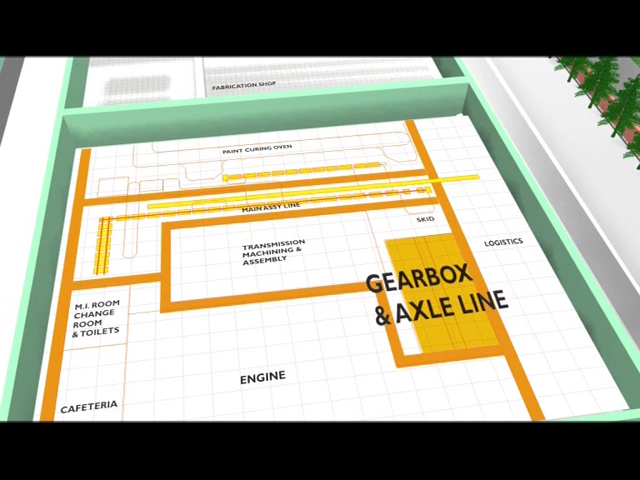 FABRICATION SHOP
PAINT CURING OVEN
MAIN ASSY LINE
SKID
TRANSMISSION
MACHINING &
ASSEMBLY
LOGISTICS
GEARBOX
& AXLE LINE
M.I. ROOM
CHANGE
ROOM
& TOILETS
ENGINE
CAFETERIA